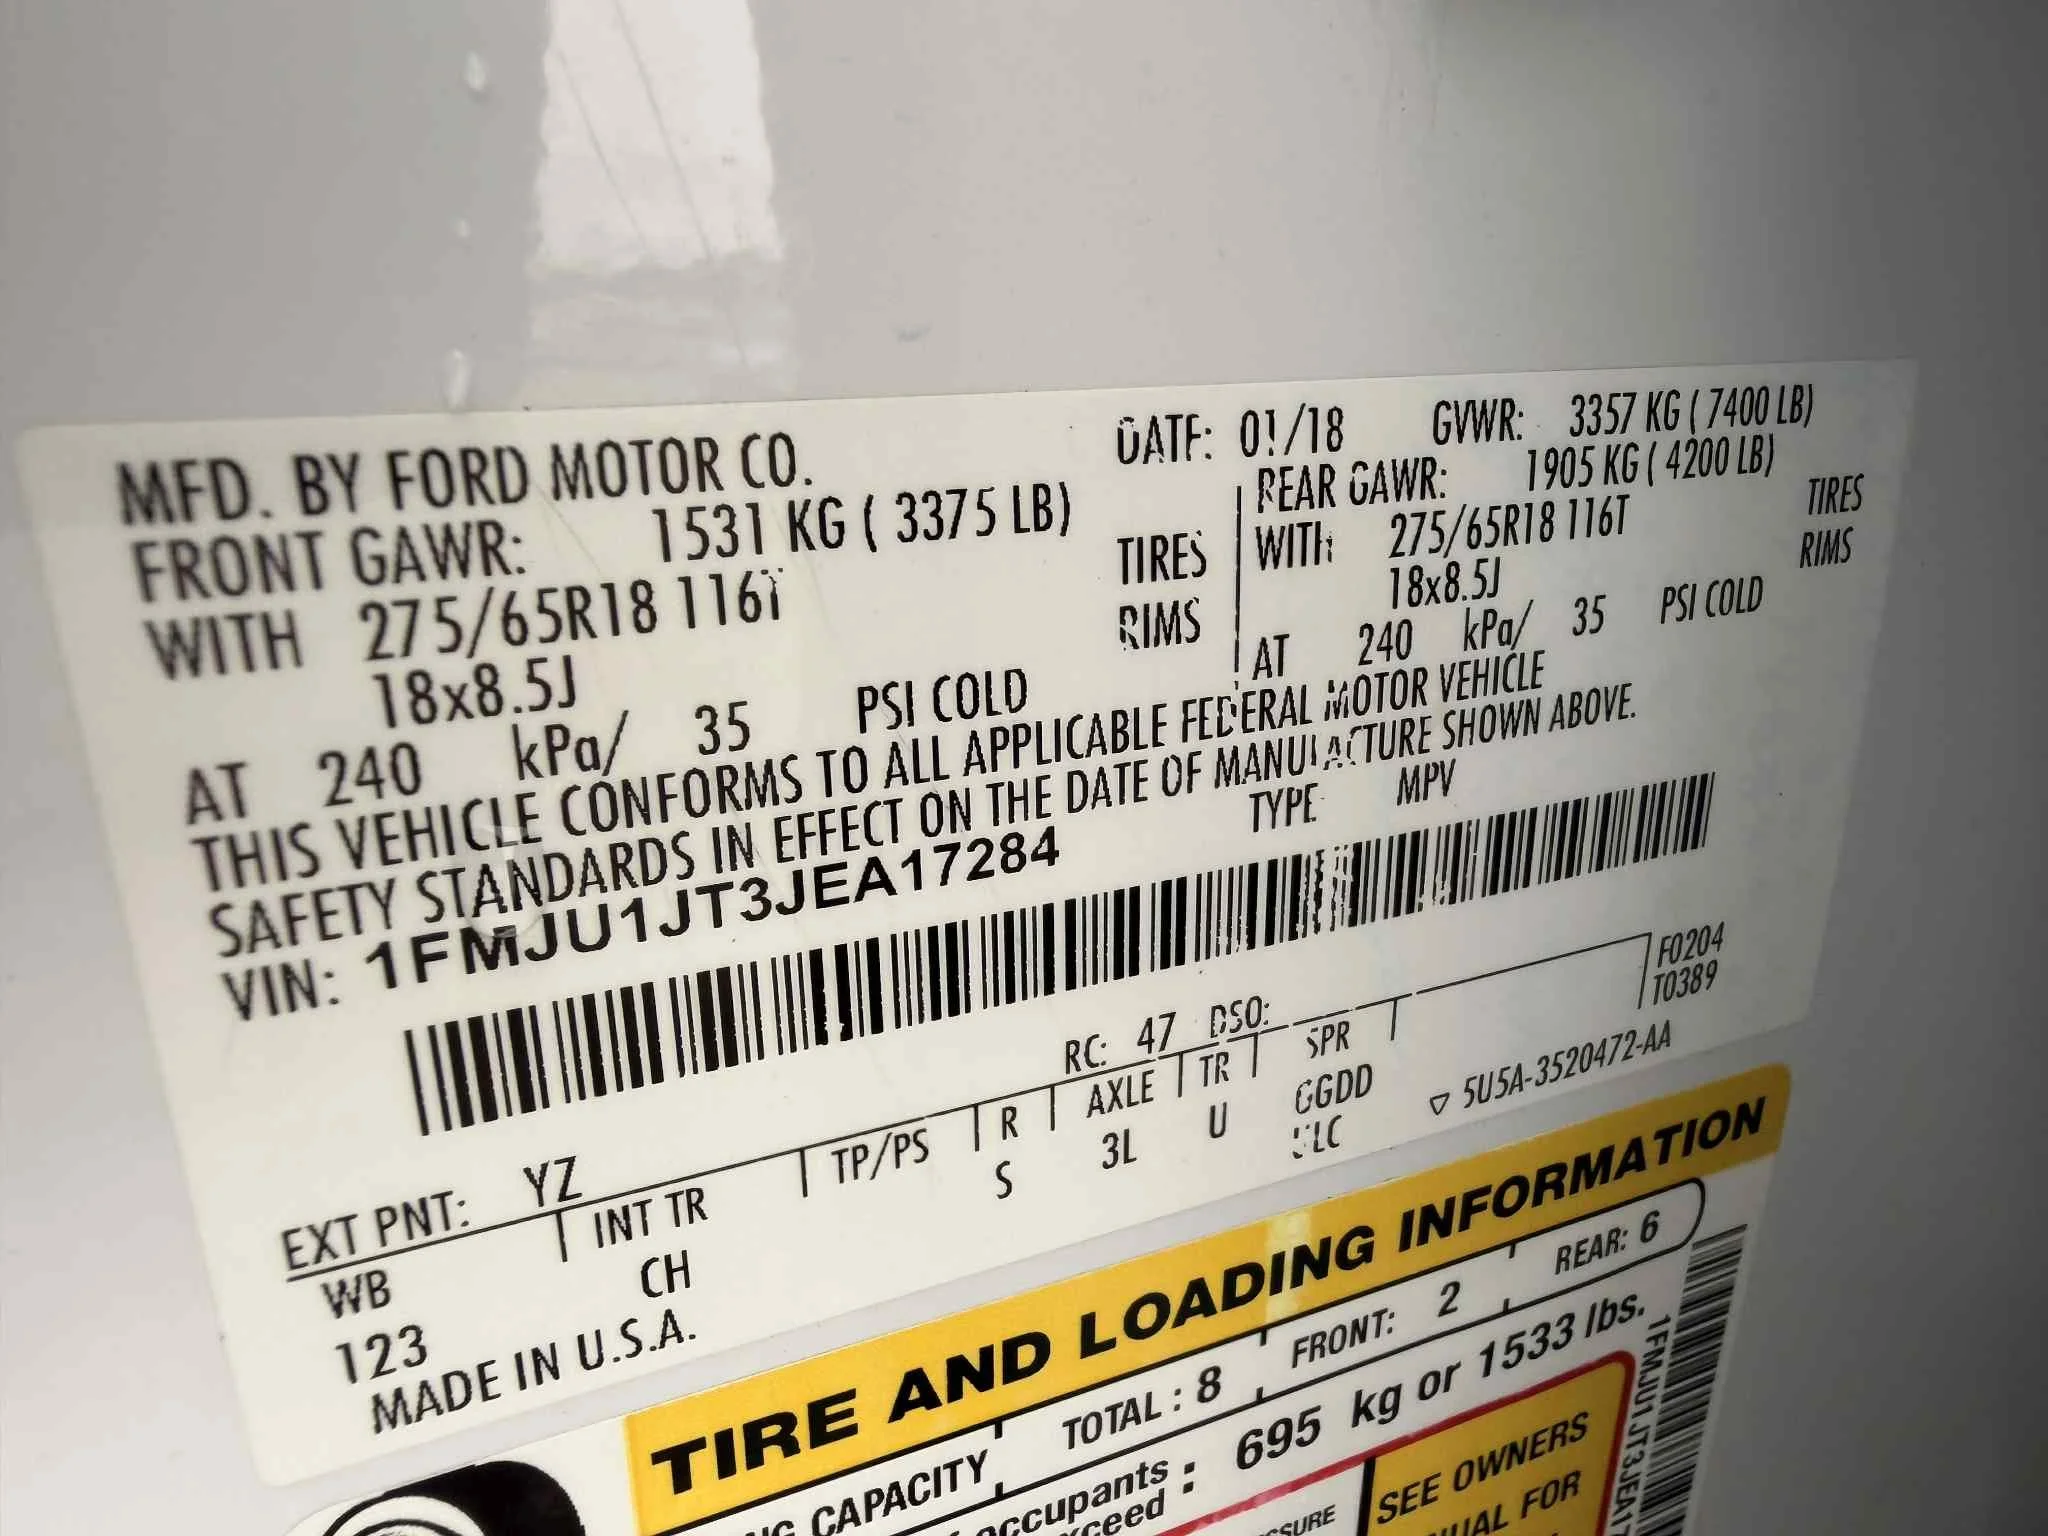 MFD. BY FORD MOTOR CO. DATE: 01/18 GVWR: 3357 KG ( 7400 LB)
FRONT GAWR: 1531 KG ( 3375 LB) REAR GAWR: 1905 KG ( 4200 LB)
WITH 275/65R18 116T TIRES WITH 275/65R18 116T TIRES
18x8.5J RIMS 18x8.5J RIMS
AT 240 kPa/ 35 PSI COLD AT 240 kPa/ 35 PSI COLD
THIS VEHICLE CONFORMS TO ALL APPLICABLE FEDERAL MOTOR VEHICLE
SAFETY STANDARDS IN EFFECT ON THE DATE OF MANUFACTURE SHOWN ABOVE.
VIN: 1FMJU1JT3JEA17284 TYPE: MPV
F0204
T0389
EXT PNT: YZ RC: 47 DSO:
WB INT TR TP/PS R AXLE TR SPR
123 CH S 3L U GGDD
MADE IN U.S.A. ▽ 5U5A-3520472-AA
TIRE AND LOADING INFORMATION
CAPACITY TOTAL : 8 FRONT: 2 REAR: 6
occupants : 695 kg or 1533 lbs.
SEE OWNERS
FOR